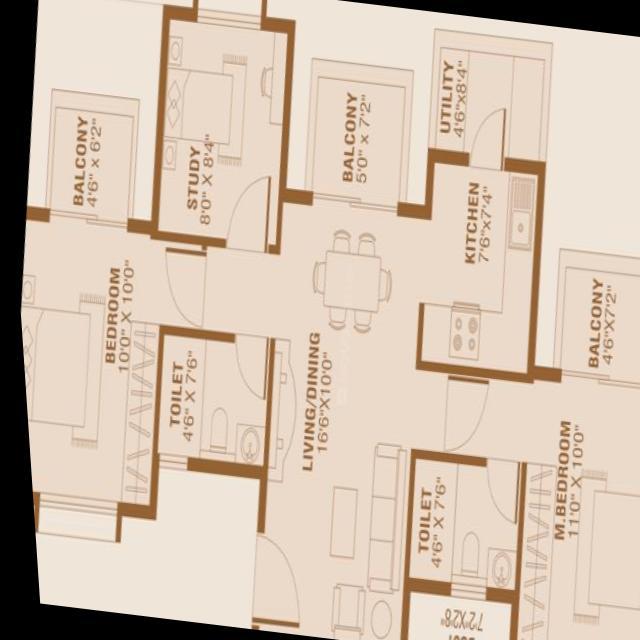 BALCONY
4'6" X 6'2"
STUDY
8'0" X 8'4"
BALCONY
5'0" X 7'2"
UTILITY
4'6"X8'4"
KITCHEN
7'6"X7'4"
BALCONY
4'6"X7'2"
BEDROOM
10'0" X 10'0"
TOILET
4'6" X 7'6"
LIVING/DINING
16'6"X10'0"
TOILET
4'6" X 7'6"
M.BEDROOM
11'0" X 10'0"
7'2"X2'8"